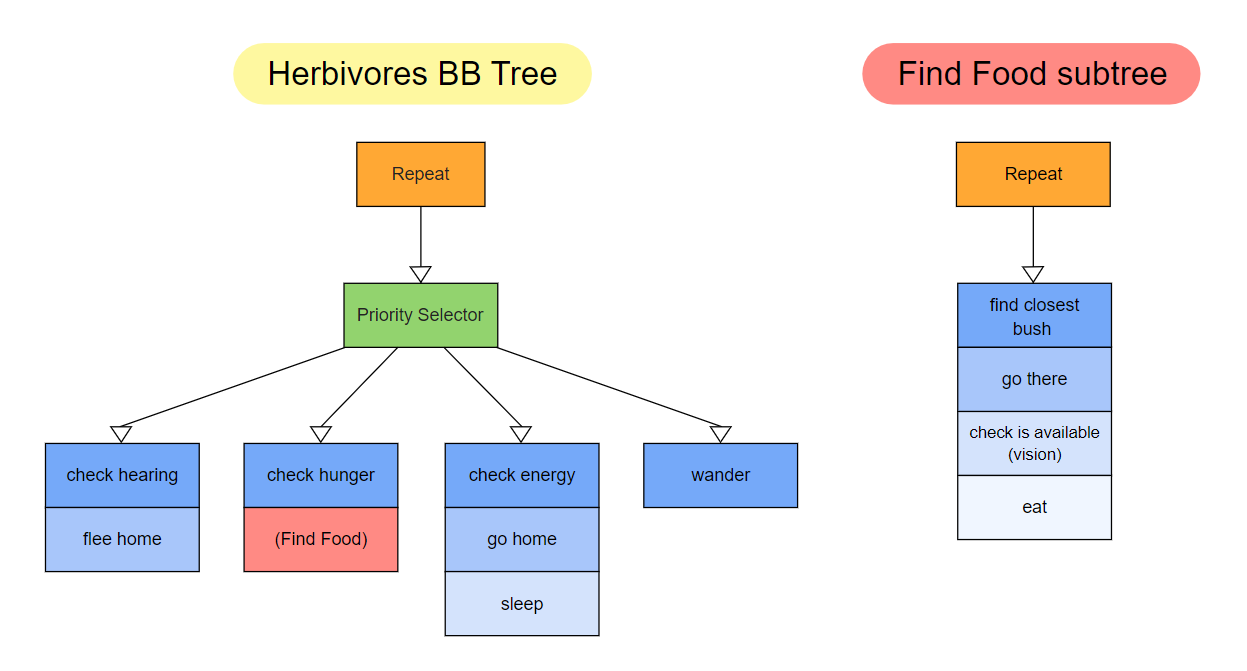 Herbivores BB Tree
Find Food subtree
Repeat
Repeat
Priority Selector
find closest
bush
go there
check is available
(vision)
eat
check hearing
flee home
check hunger
(Find Food)
check energy
go home
sleep
wander